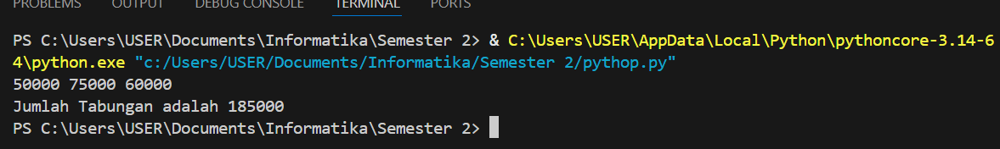 PROBLEMS OUTPUT DEBUG CONSOLE TERMINAL PORTS
PS C:\Users\USER\Documents\Informatika\Semester 2> & C:\Users\USER\AppData\Local\Python\pythoncore-3.14-6
4\python.exe "c:/Users/USER/Documents/Informatika/Semester 2/pythop.py"
50000 75000 60000
Jumlah Tabungan adalah 185000
PS C:\Users\USER\Documents\Informatika\Semester 2>